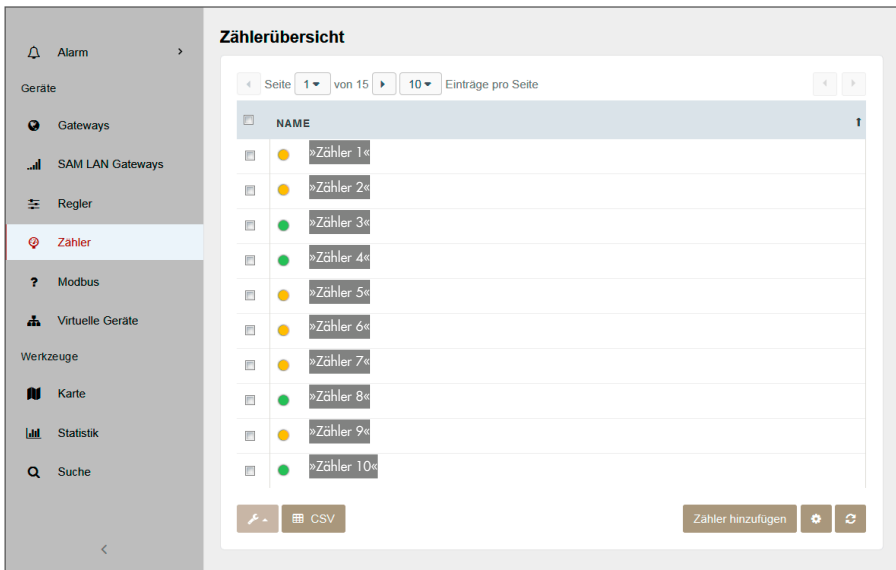 Alarm
Geräte
Gateways
SAM LAN Gateways
Regler
Zähler
Modbus
Virtuelle Geräte
Werkzeuge
Karte
Statistik
Suche
Zählerübersicht
Seite 1 von 15 10 Einträge pro Seite
NAME
»Zähler 1«
»Zähler 2«
»Zähler 3«
»Zähler 4«
»Zähler 5«
»Zähler 6«
»Zähler 7«
»Zähler 8«
»Zähler 9«
»Zähler 10«
CSV
Zähler hinzufügen